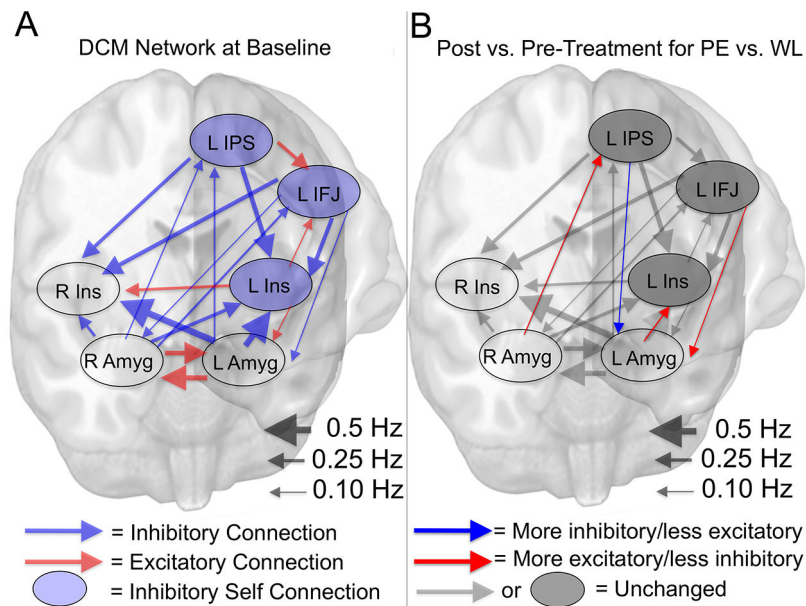 A
DCM Network at Baseline
L IPS
L IFJ
R Ins
L Ins
R Amyg
L Amyg
0.5 Hz
0.25 Hz
0.10 Hz
= Inhibitory Connection
= Excitatory Connection
= Inhibitory Self Connection
B
Post vs. Pre-Treatment for PE vs. WL
L IPS
L IFJ
R Ins
L Ins
R Amyg
L Amyg
0.5 Hz
0.25 Hz
0.10 Hz
= More inhibitory/less excitatory
= More excitatory/less inhibitory
or = Unchanged